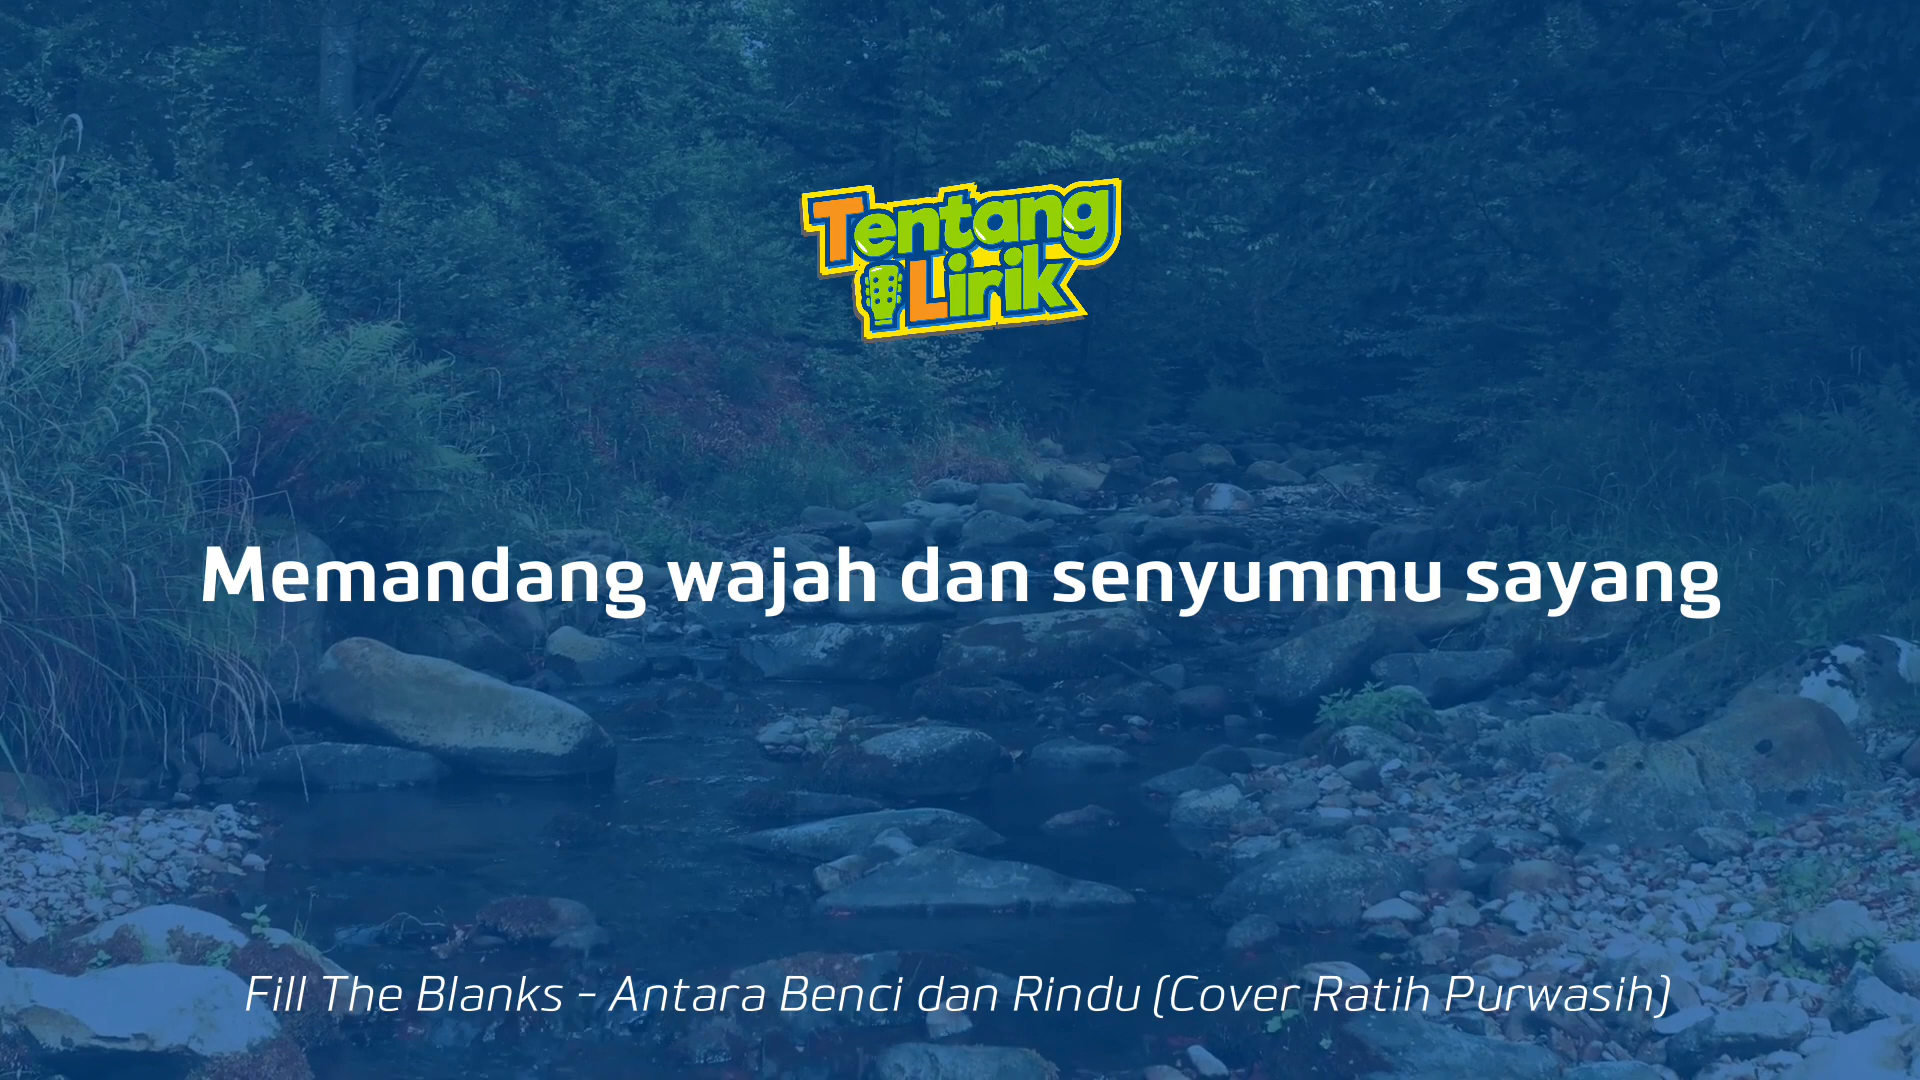 Tentang
Lirik
Memandang wajah dan senyummu sayang
Fill The Blanks - Antara Benci dan Rindu (Cover Ratih Purwasih)